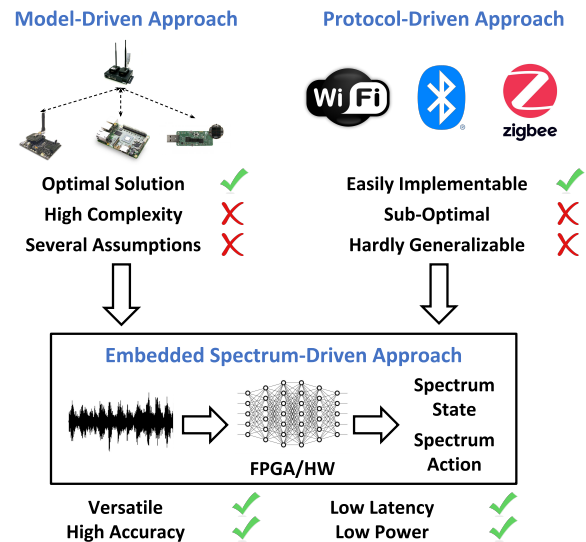 Model-Driven Approach
Protocol-Driven Approach
Wi Fi
zigbee
Optimal Solution
High Complexity
Several Assumptions
Easily Implementable
Sub-Optimal
Hardly Generalizable
Embedded Spectrum-Driven Approach
FPGA/HW
Spectrum
State
Spectrum
Action
Versatile
High Accuracy
Low Latency
Low Power